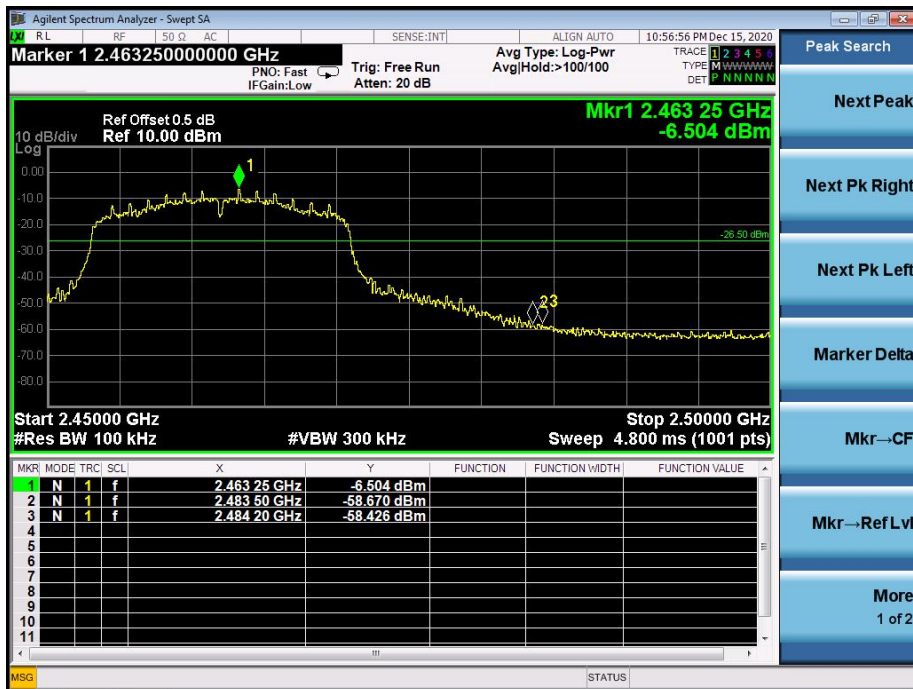 Agilent Spectrum Analyzer - Swept SA
LXI RL RF 50 Ω AC SENSE:INT ALIGN AUTO 10:56:56 PM Dec 15, 2020
Marker 1 2.463250000000 GHz
PNO: Fast
IFGain:Low
Trig: Free Run
Atten: 20 dB
Avg Type: Log-Pwr
Avg|Hold:>100/100
TRACE 1 2 3 4 5 6
TYPE M WWWWW
DET P N N N N N
Mkr1 2.463 25 GHz
-6.504 dBm
Ref Offset 0.5 dB
10 dB/div Ref 10.00 dBm
Log
0.00
-10.0
-20.0
-30.0
-40.0
-50.0
-60.0
-70.0
-80.0
1
-26.50 dBm
2 3
Start 2.45000 GHz Stop 2.50000 GHz
#Res BW 100 kHz #VBW 300 kHz Sweep 4.800 ms (1001 pts)
MKR MODE TRC SCL X Y FUNCTION FUNCTION WIDTH FUNCTION VALUE
1 N 1 f 2.463 25 GHz -6.504 dBm
2 N 1 f 2.483 50 GHz -58.670 dBm
3 N 1 f 2.484 20 GHz -58.426 dBm
4
5
6
7
8
9
10
11
MSG STATUS
Peak Search
Next Peak
Next Pk Right
Next Pk Left
Marker Delta
Mkr→CF
Mkr→Ref Lvl
More
1 of 2